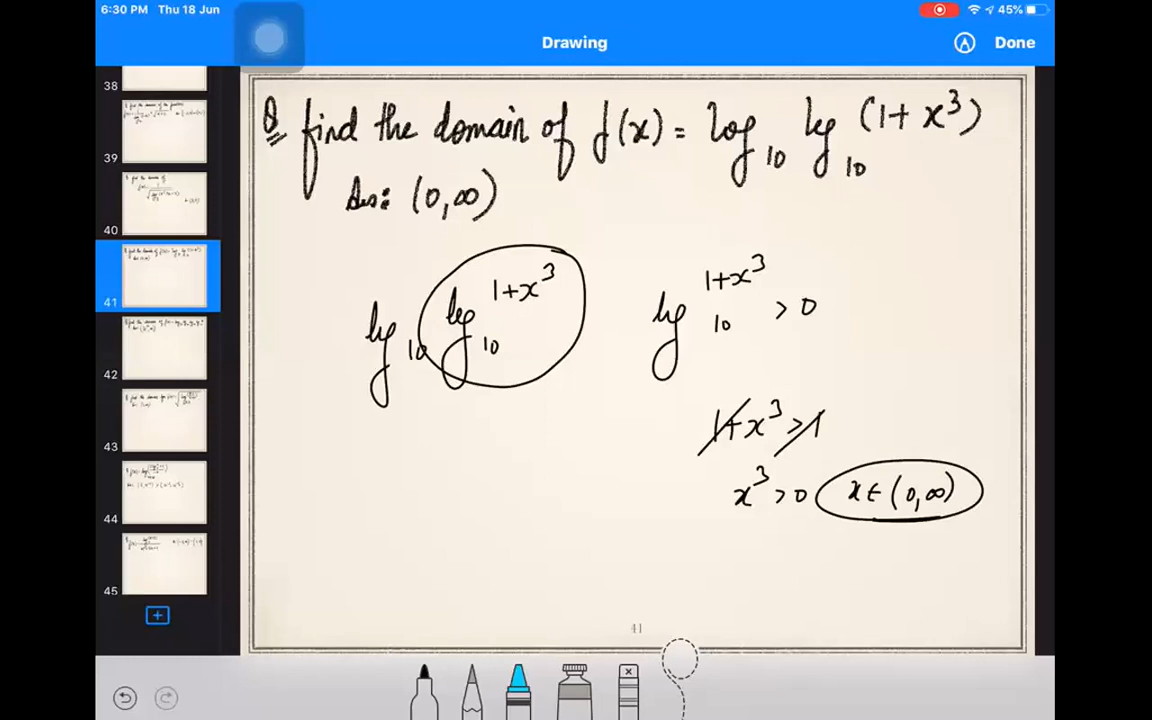 6:30 PM Thu 18 Jun 45%
Drawing Done
38
39
40
41
42
43
44
45
Q find the domain of f(x) = log₁₀ log₁₀ (1+x³)
Ans: (0,∞)
log₁₀ log₁₀ 1+x³
log₁₀ 1+x³ > 0
1+x³ > 1
x³ > 0 x ∈ (0,∞)
41